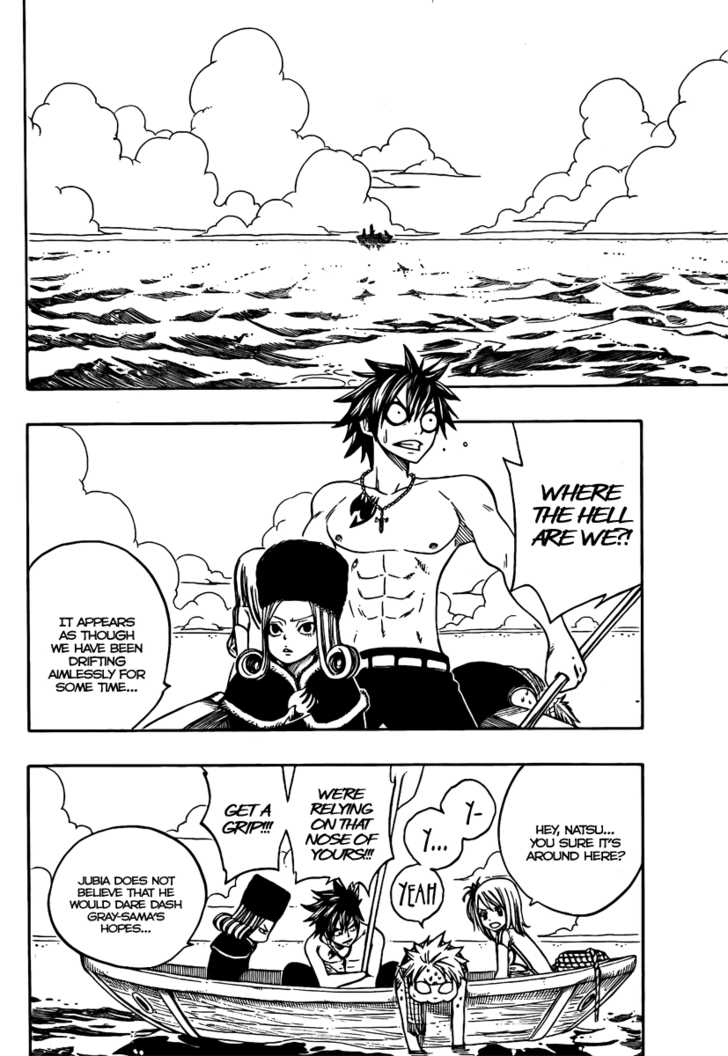 WHERE
THE HELL
ARE WE?!
IT APPEARS
AS THOUGH
WE HAVE BEEN
DRIFTING
AIMLESSLY FOR
SOME TIME...
HEY, NATSU...
YOU SURE IT'S
AROUND HERE?
Y-
Y...
YEAH
WE'RE
RELYING
ON THAT
NOSE OF
YOURS!!!
GET A
GRIP!!!
JUBIA DOES NOT
BELIEVE THAT HE
WOULD DARE DASH
GRAY-SAMA'S
HOPES...